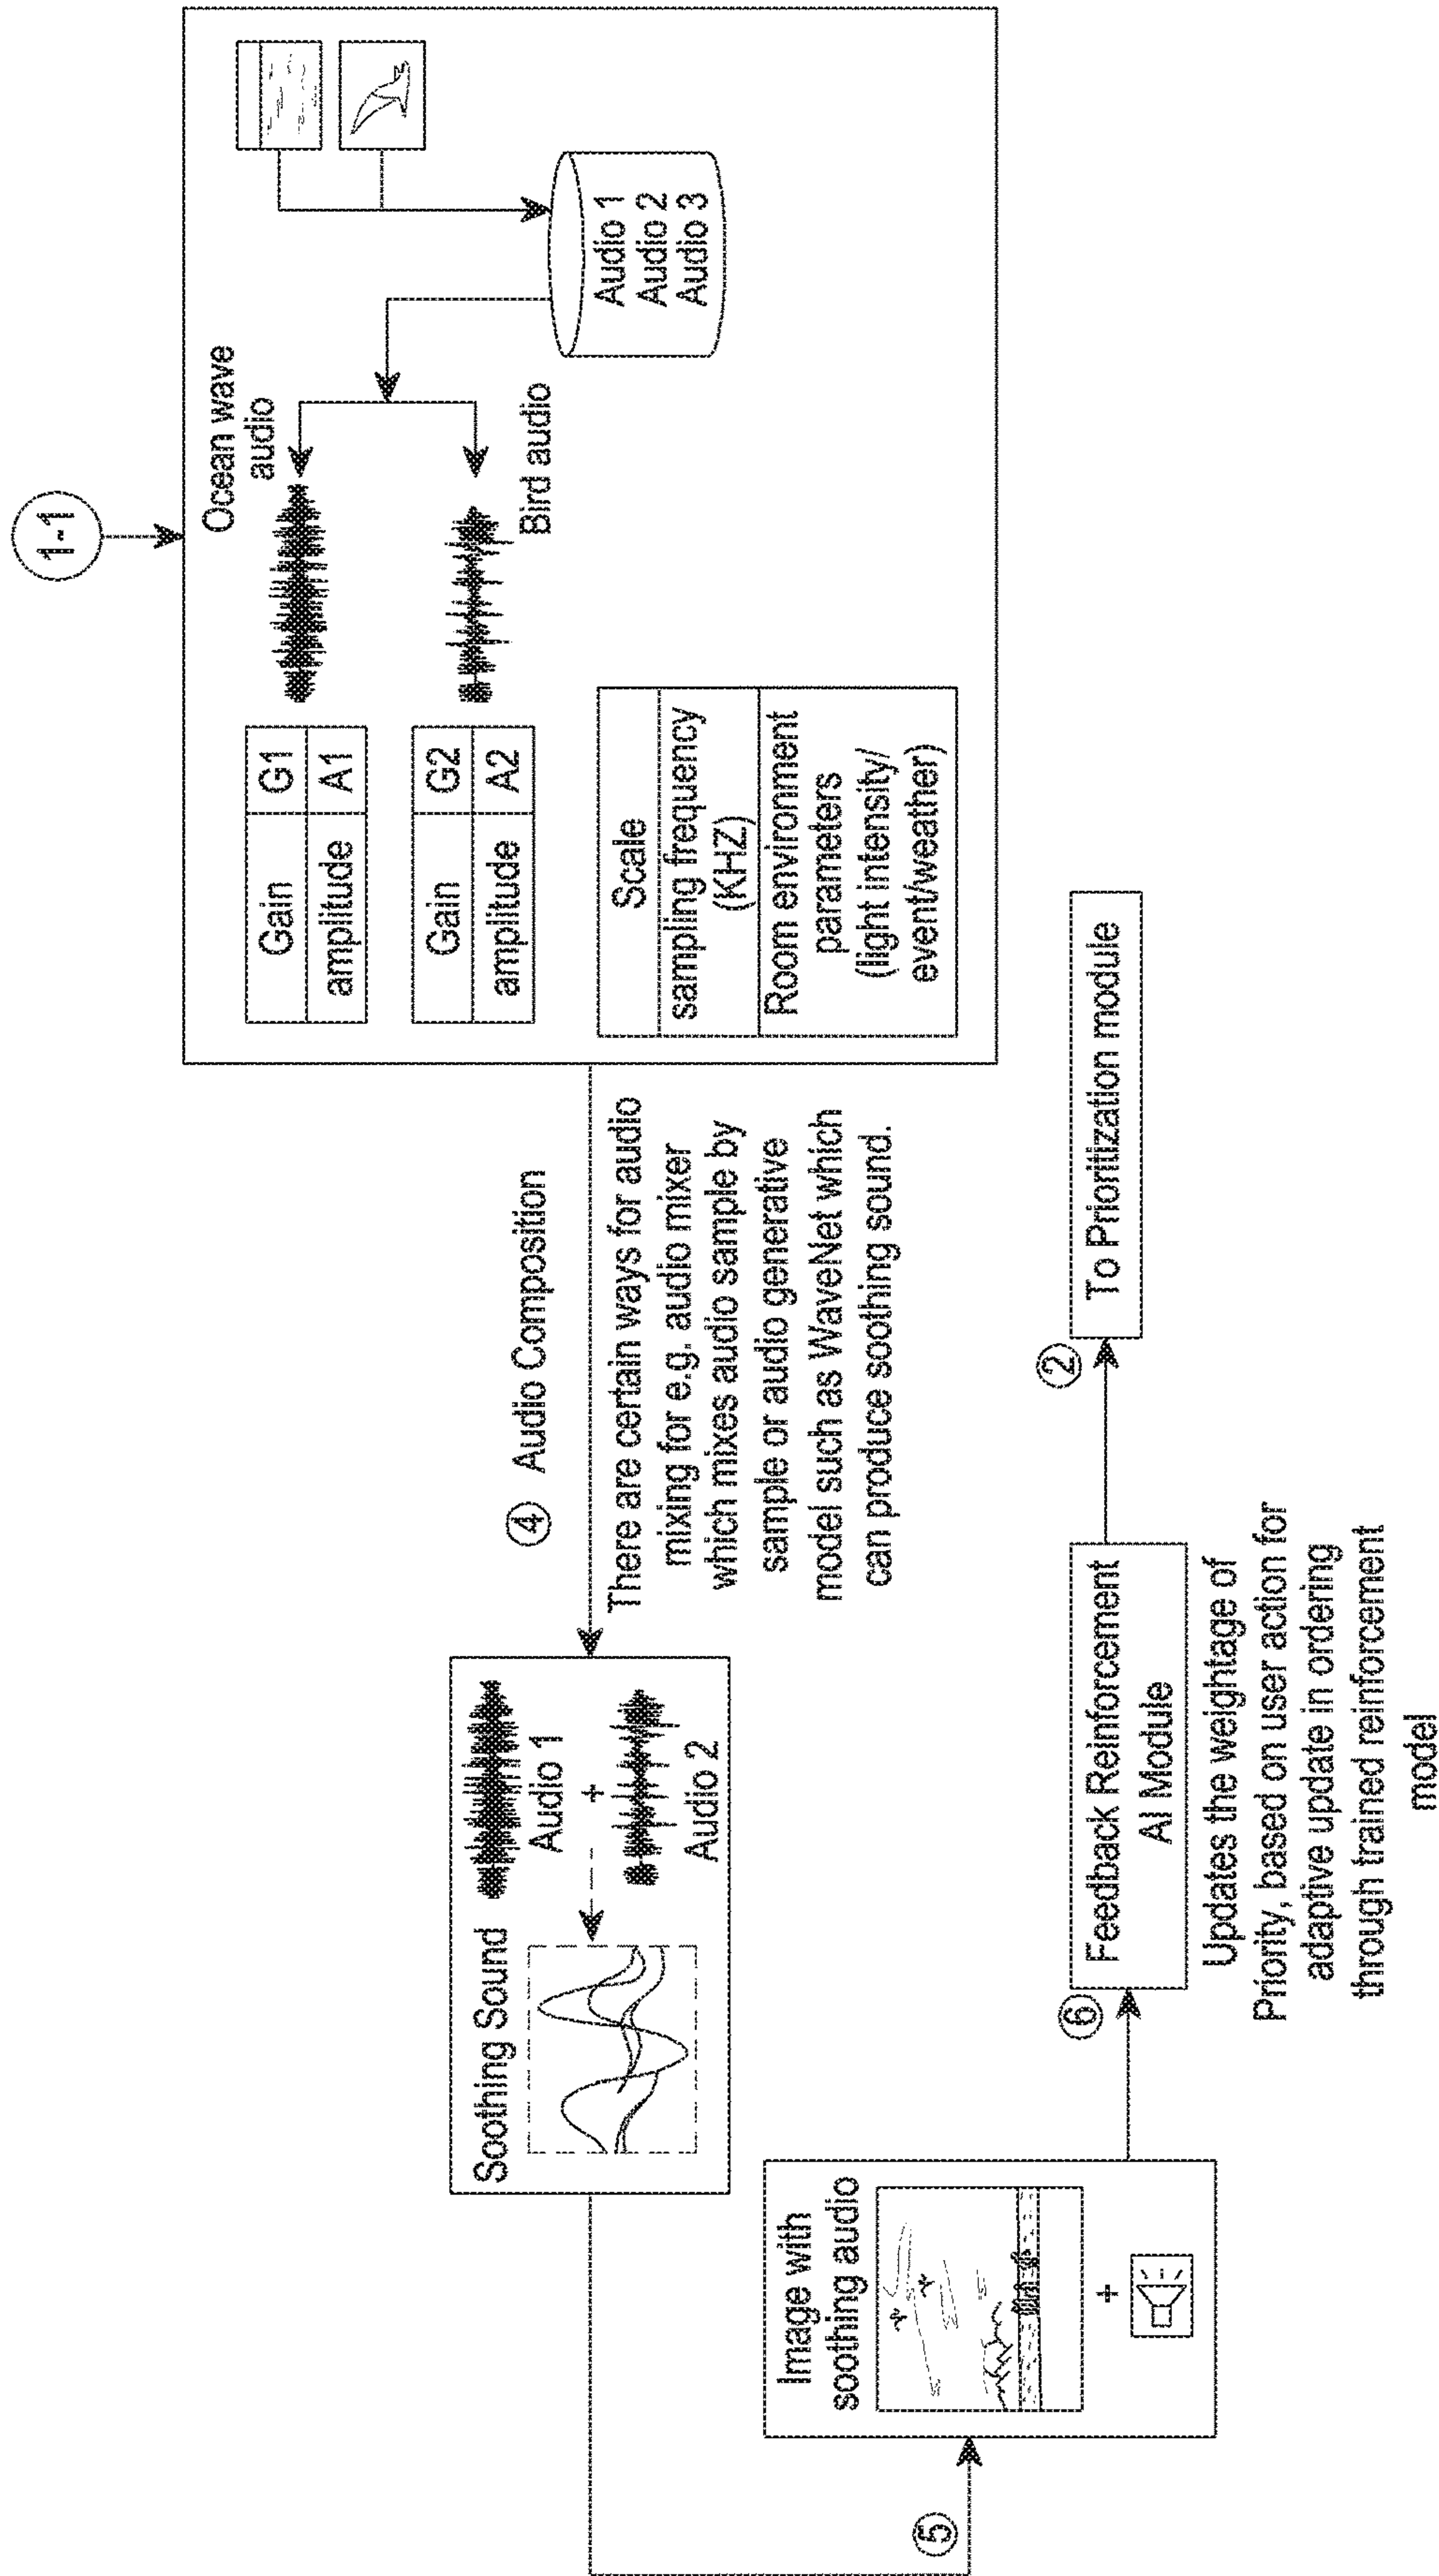 1-1
Ocean wave
audio
Bird audio
Audio 1
Audio 2
Audio 3
Gain G1
amplitude A1
Gain G2
amplitude A2
Scale
sampling frequency
(KHZ)
Room environment
parameters
(light intensity/
event/weather)
④ Audio Composition
There are certain ways for audio
mixing for e.g. audio mixer
which mixes audio sample by
sample or audio generative
model such as WaveNet which
can produce soothing sound.
Soothing Sound
Audio 1
+
Audio 2
⑤
Image with
soothing audio
+
⑥
Feedback Reinforcement
AI Module
Updates the weightage of
Priority, based on user action for
adaptive update in ordering
through trained reinforcement
model
②
To Prioritization module